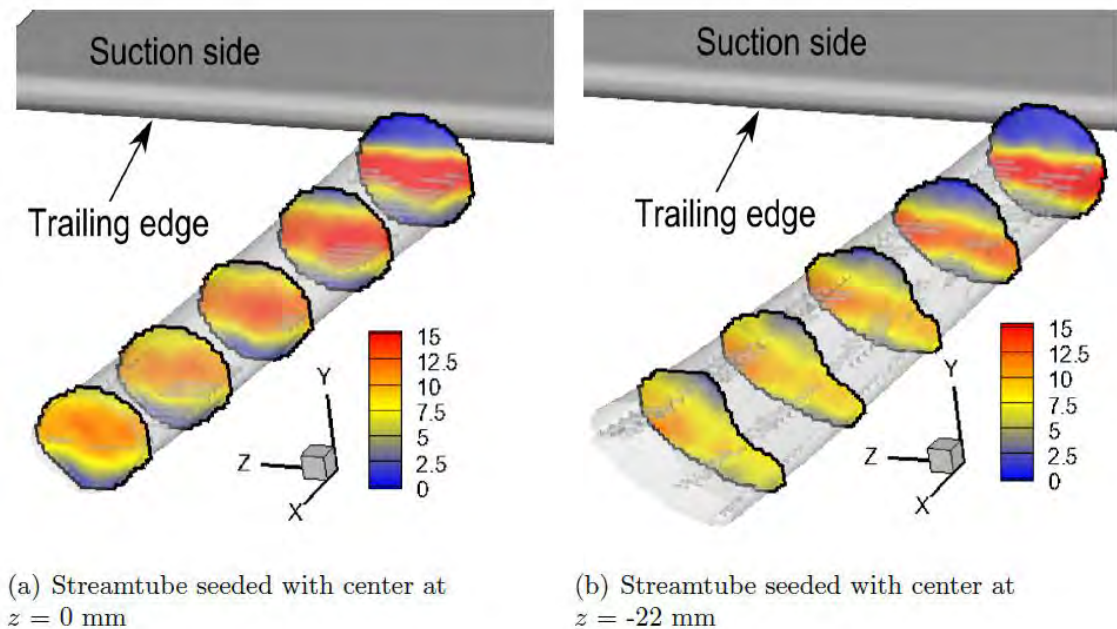 Suction side
Trailing edge
15
12.5
10
7.5
5
2.5
0
Y
Z
X
(a) Streamtube seeded with center at
z = 0 mm
Suction side
Trailing edge
15
12.5
10
7.5
5
2.5
0
Y
Z
X
(b) Streamtube seeded with center at
z = -22 mm